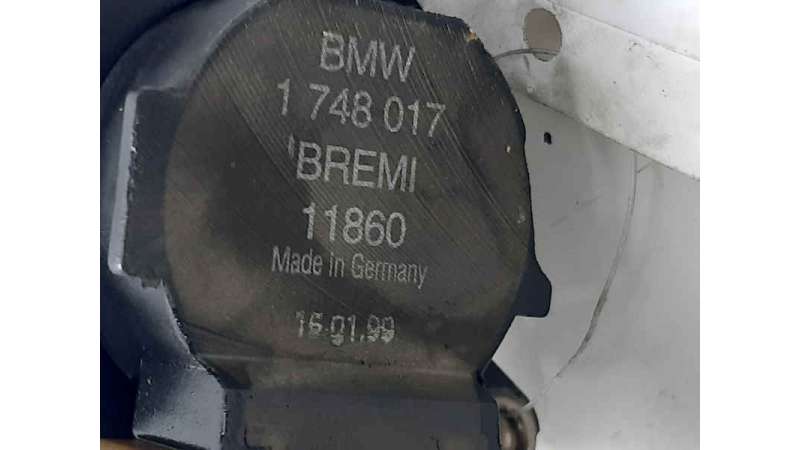 BMW
1 748 017
BREMI
11860
Made in Germany
16.01.99